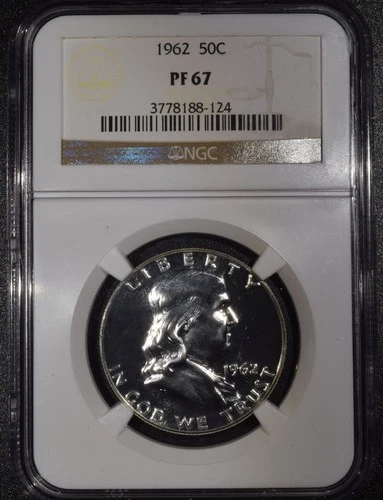 1962 50C
PF 67
3778188-124
NGC
LIBERTY
1962
IN GOD WE TRUST